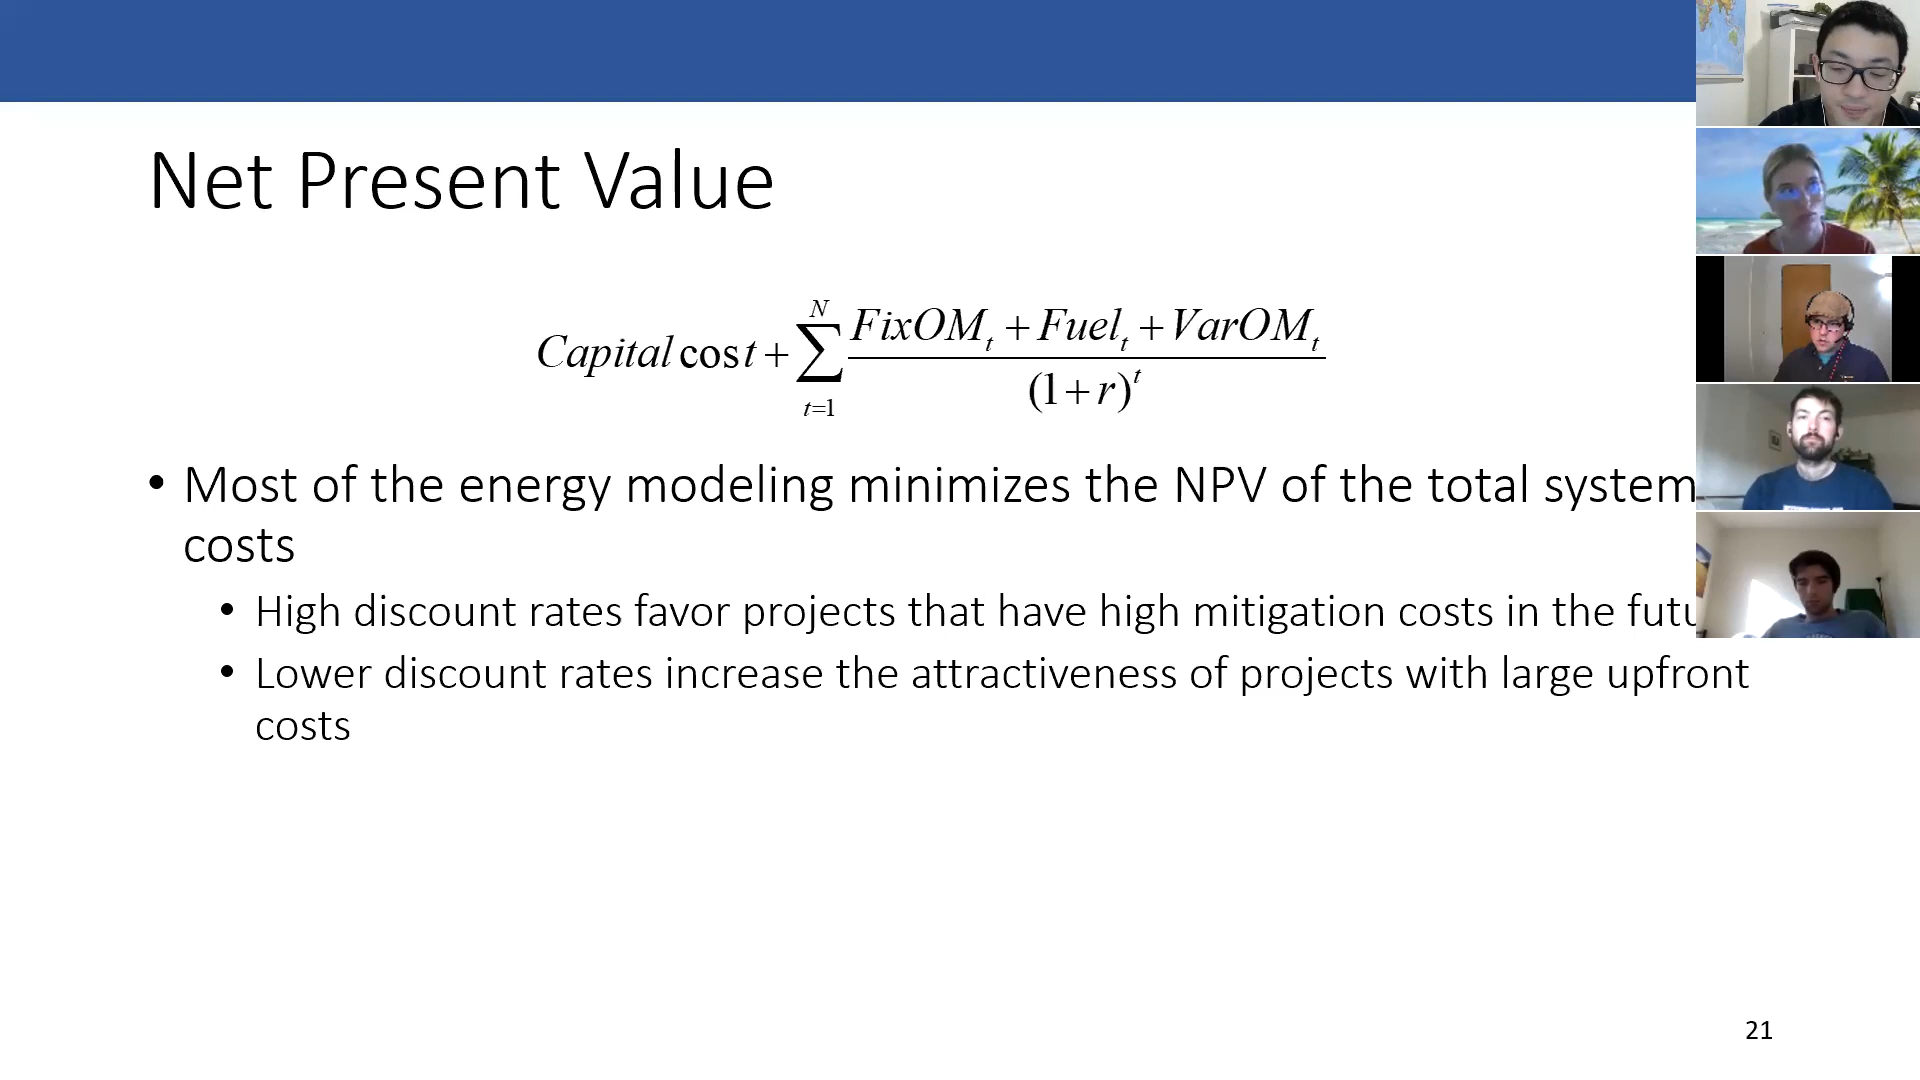 Net Present Value
Capital cost + \sum_{t=1}^{N} \frac{FixOM_t + Fuel_t + VarOM_t}{(1+r)^t}
• Most of the energy modeling minimizes the NPV of the total system
costs
• High discount rates favor projects that have high mitigation costs in the
• Lower discount rates increase the attractiveness of projects with large upfront
costs
21